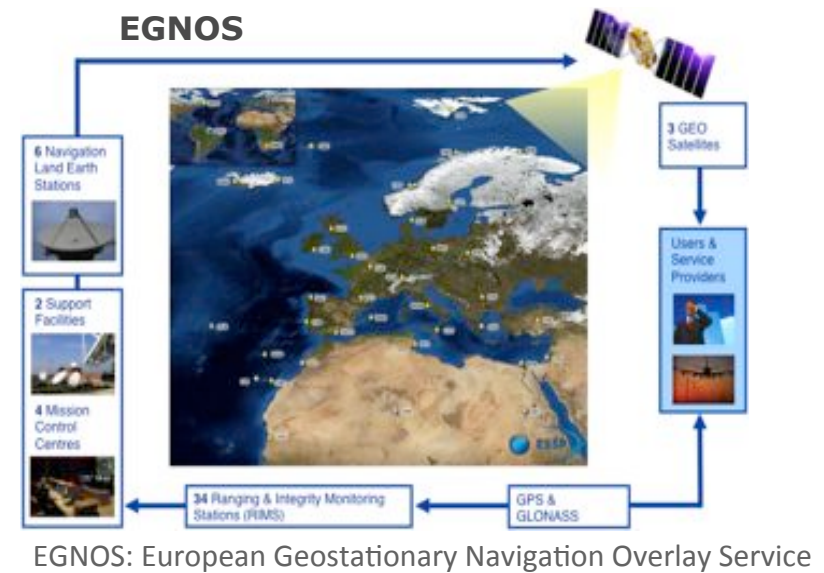 EGNOS
6 Navigation
Land Earth
Stations
2 Support
Facilities
4 Mission
Control
Centres
3 GEO
Satellites
Users &
Service
Providers
ESSP
34 Ranging & Integrity Monitoring
Stations (RIMS)
GPS &
GLONASS
EGNOS: European Geostationary Navigation Overlay Service